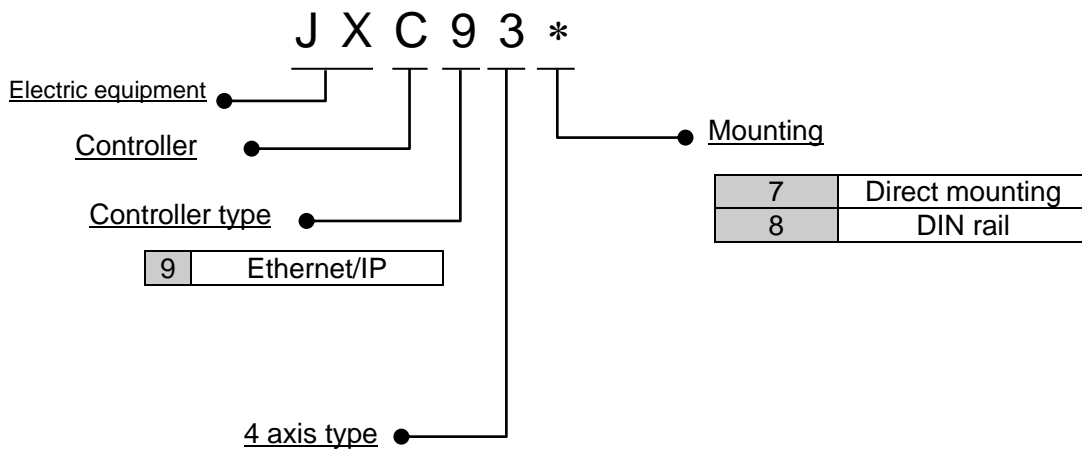 J X C 9 3 *
Electric equipment
Controller
Mounting
7 Direct mounting
8 DIN rail
Controller type
9 Ethernet/IP
4 axis type